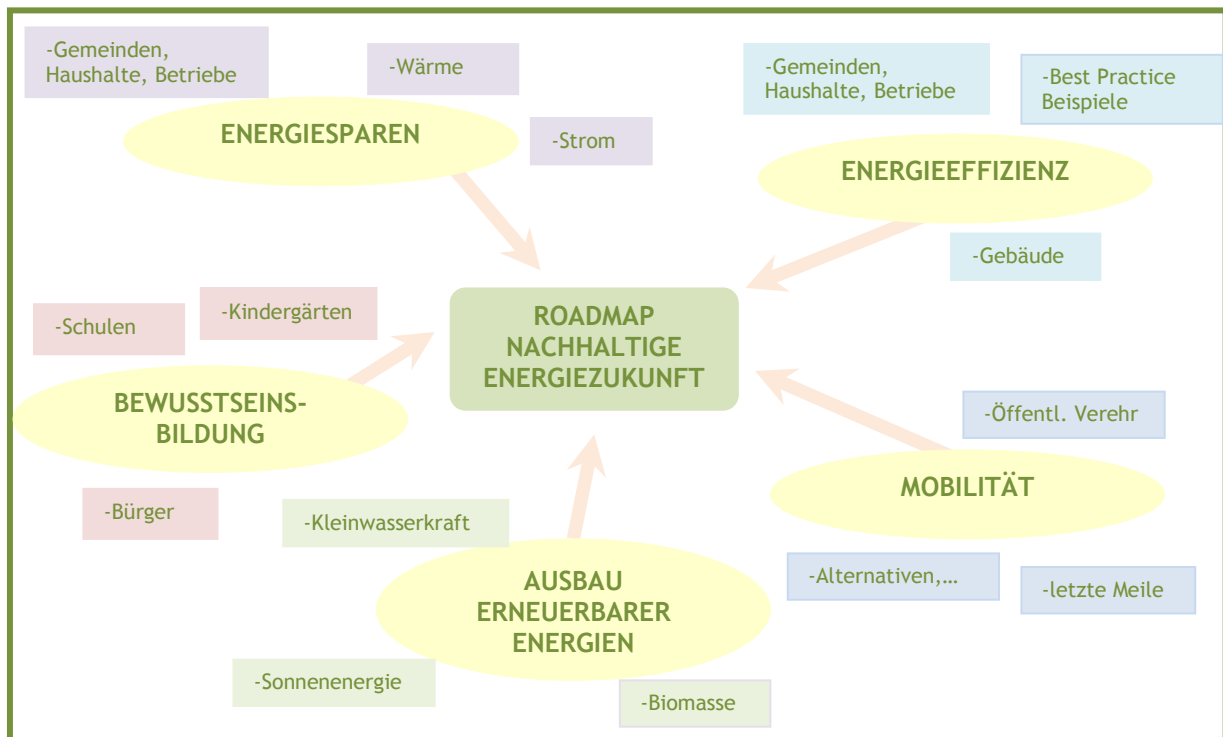 -Gemeinden,
Haushalte, Betriebe
-Wärme
ENERGIESPAREN
-Strom
-Gemeinden,
Haushalte, Betriebe
-Best Practice
Beispiele
ENERGIEEFFIZIENZ
-Gebäude
-Schulen
-Kindergärten
ROADMAP
NACHHALTIGE
ENERGIEZUKUNFT
BEWUSSTSEINS-
BILDUNG
-Bürger
-Öffentl. Verehr
MOBILITÄT
-Alternativen,…
-letzte Meile
-Kleinwasserkraft
AUSBAU
ERNEUERBARER
ENERGIEN
-Sonnenenergie
-Biomasse